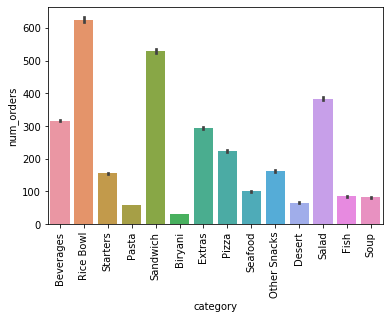 600
500
400
300
200
100
0
num_orders
Beverages
Rice Bowl
Starters
Pasta
Sandwich
Biryani
Extras
Pizza
Seafood
Other Snacks
Desert
Salad
Fish
Soup
category